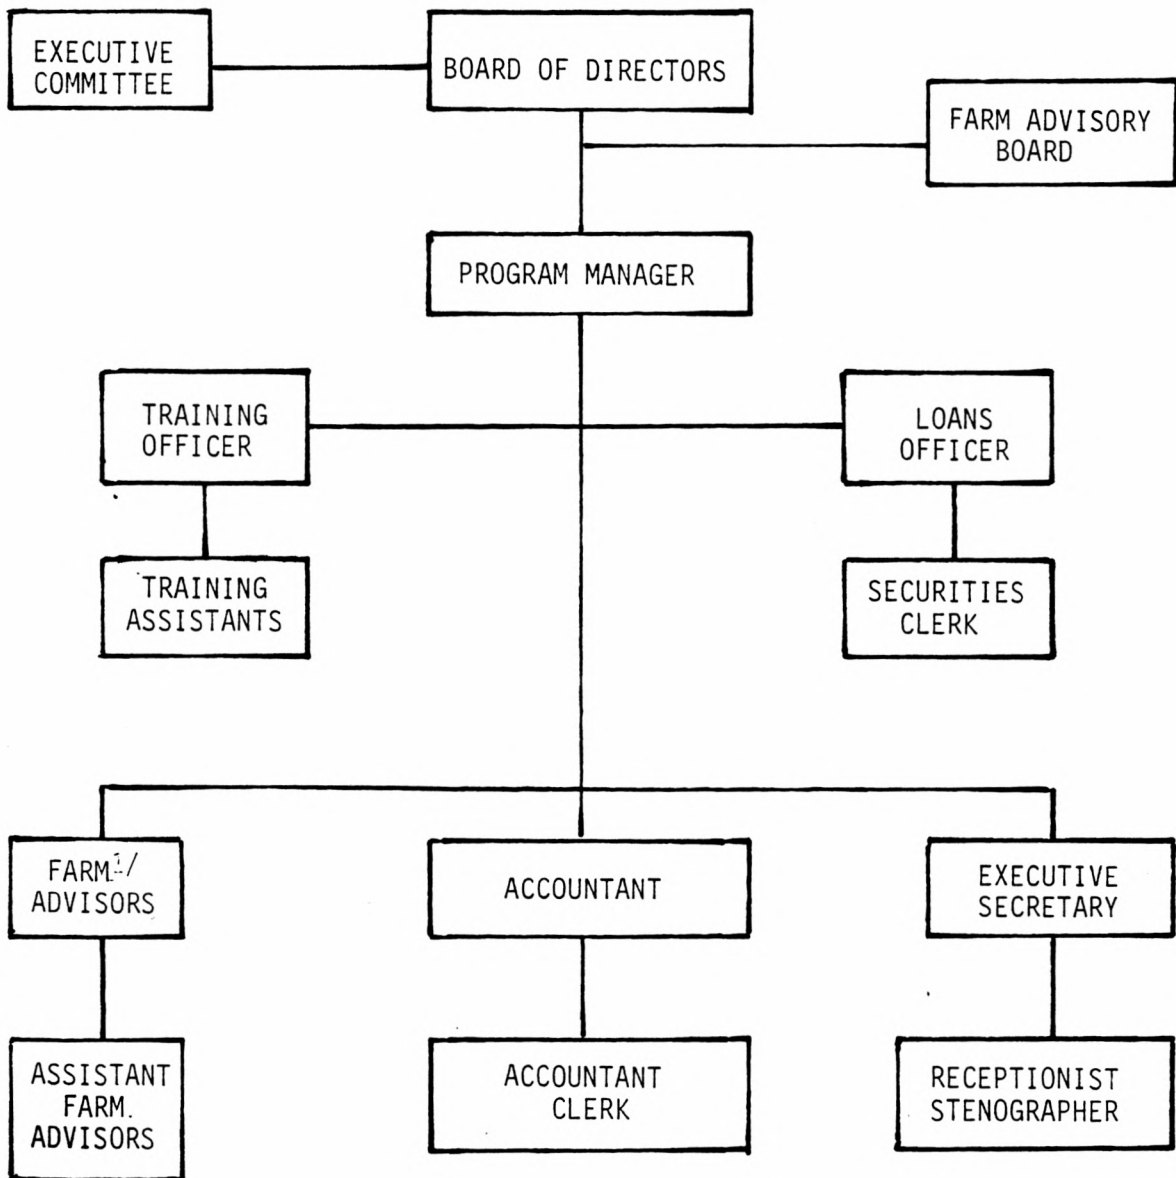 EXECUTIVE
COMMITTEE
BOARD OF DIRECTORS
FARM ADVISORY
BOARD
PROGRAM MANAGER
TRAINING
OFFICER
LOANS
OFFICER
TRAINING
ASSISTANTS
SECURITIES
CLERK
FARM.1/
ADVISORS
ACCOUNTANT
EXECUTIVE
SECRETARY
ASSISTANT
FARM.
ADVISORS
ACCOUNTANT
CLERK
RECEPTIONIST
STENOGRAPHER